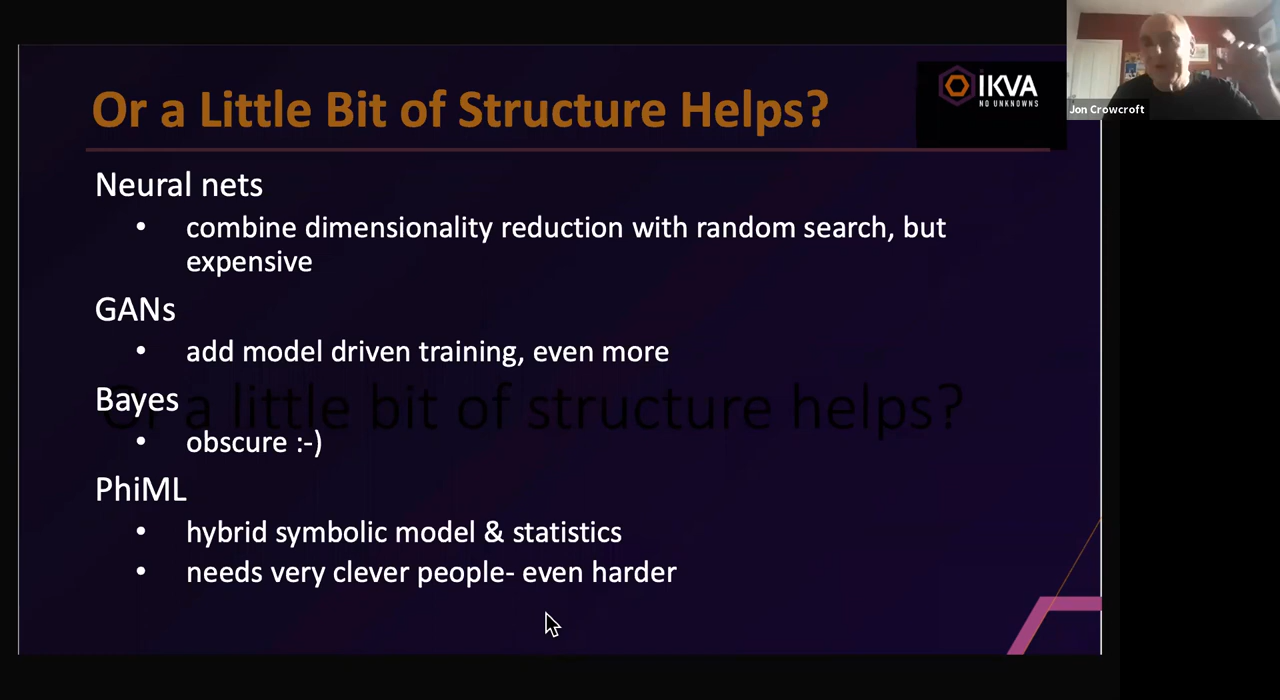 Or a Little Bit of Structure Helps?
IKVA
NO UNKNOWNS
Jon Crowcroft
Neural nets
• combine dimensionality reduction with random search, but
expensive
GANs
• add model driven training, even more
Or a little bit of structure helps?
Bayes
• obscure :-)
PhiML
• hybrid symbolic model & statistics
• needs very clever people- even harder